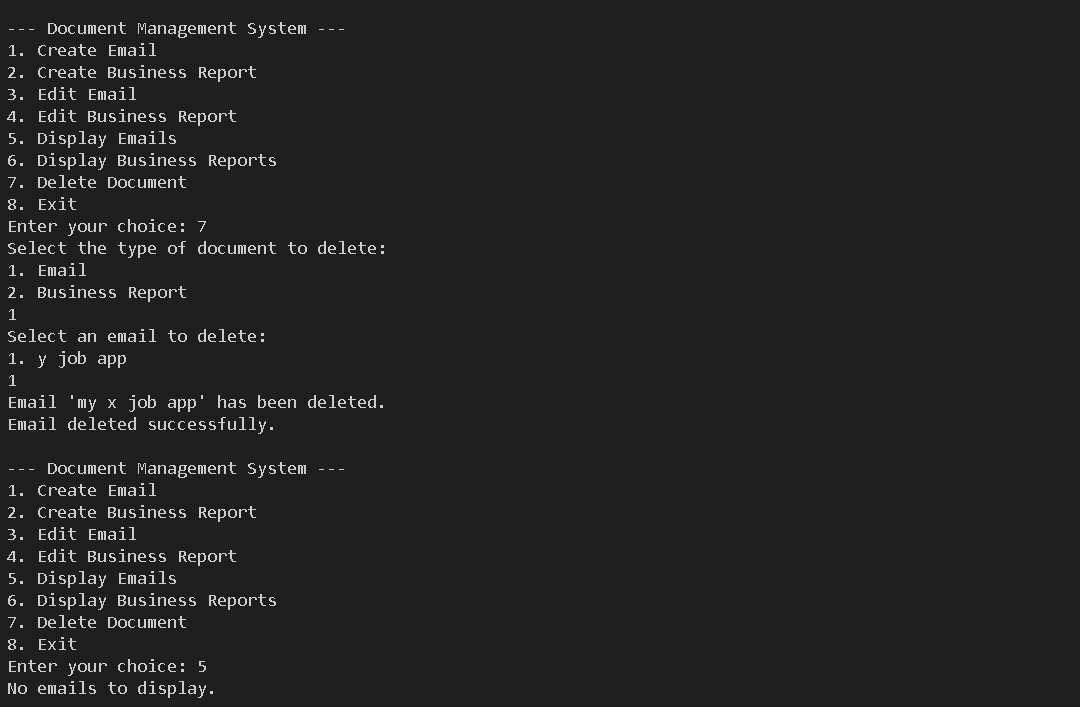 --- Document Management System ---
1. Create Email
2. Create Business Report
3. Edit Email
4. Edit Business Report
5. Display Emails
6. Display Business Reports
7. Delete Document
8. Exit
Enter your choice: 7
Select the type of document to delete:
1. Email
2. Business Report
1
Select an email to delete:
1. y job app
1
Email 'my x job app' has been deleted.
Email deleted successfully.
--- Document Management System ---
1. Create Email
2. Create Business Report
3. Edit Email
4. Edit Business Report
5. Display Emails
6. Display Business Reports
7. Delete Document
8. Exit
Enter your choice: 5
No emails to display.